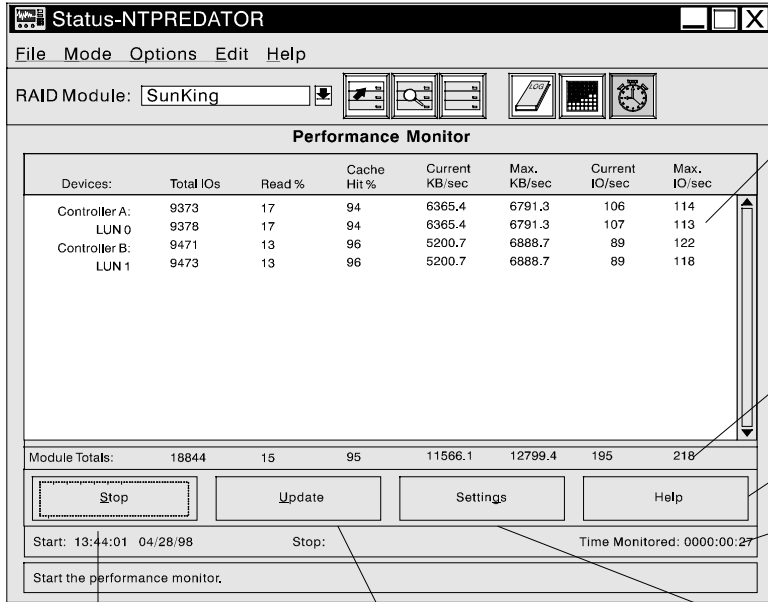 Status-NTPREDATOR
File Mode Options Edit Help
RAID Module: SunKing
LOG
Performance Monitor
Devices: Total IOs Read % Cache Hit % Current KB/sec Max. KB/sec Current IO/sec Max. IO/sec
Controller A: 9373 17 94 6365.4 6791.3 106 114
LUN 0 9378 17 94 6365.4 6791.3 107 113
Controller B: 9471 13 96 5200.7 6888.7 89 122
LUN 1 9473 13 96 5200.7 6888.7 89 118
Module Totals: 18844 15 95 11566.1 12799.4 195 218
Stop Update Settings Help
Start: 13:44:01 04/28/98 Stop: Time Monitored: 0000:00:27
Start the performance monitor.